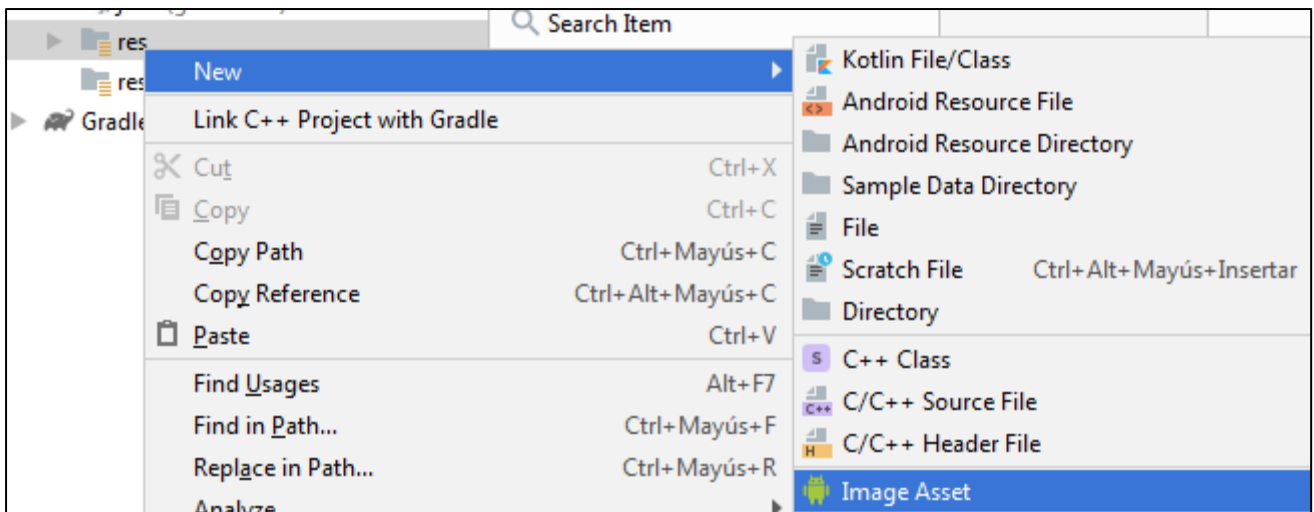 Search Item
res
res
Gradle
New
Link C++ Project with Gradle
Cut Ctrl+X
Copy Ctrl+C
Copy Path Ctrl+Mayús+C
Copy Reference Ctrl+Alt+Mayús+C
Paste Ctrl+V
Find Usages Alt+F7
Find in Path... Ctrl+Mayús+F
Replace in Path... Ctrl+Mayús+R
Analyze
Kotlin File/Class
Android Resource File
Android Resource Directory
Sample Data Directory
File
Scratch File Ctrl+Alt+Mayús+Insertar
Directory
S C++ Class
C++ C/C++ Source File
H C/C++ Header File
Image Asset